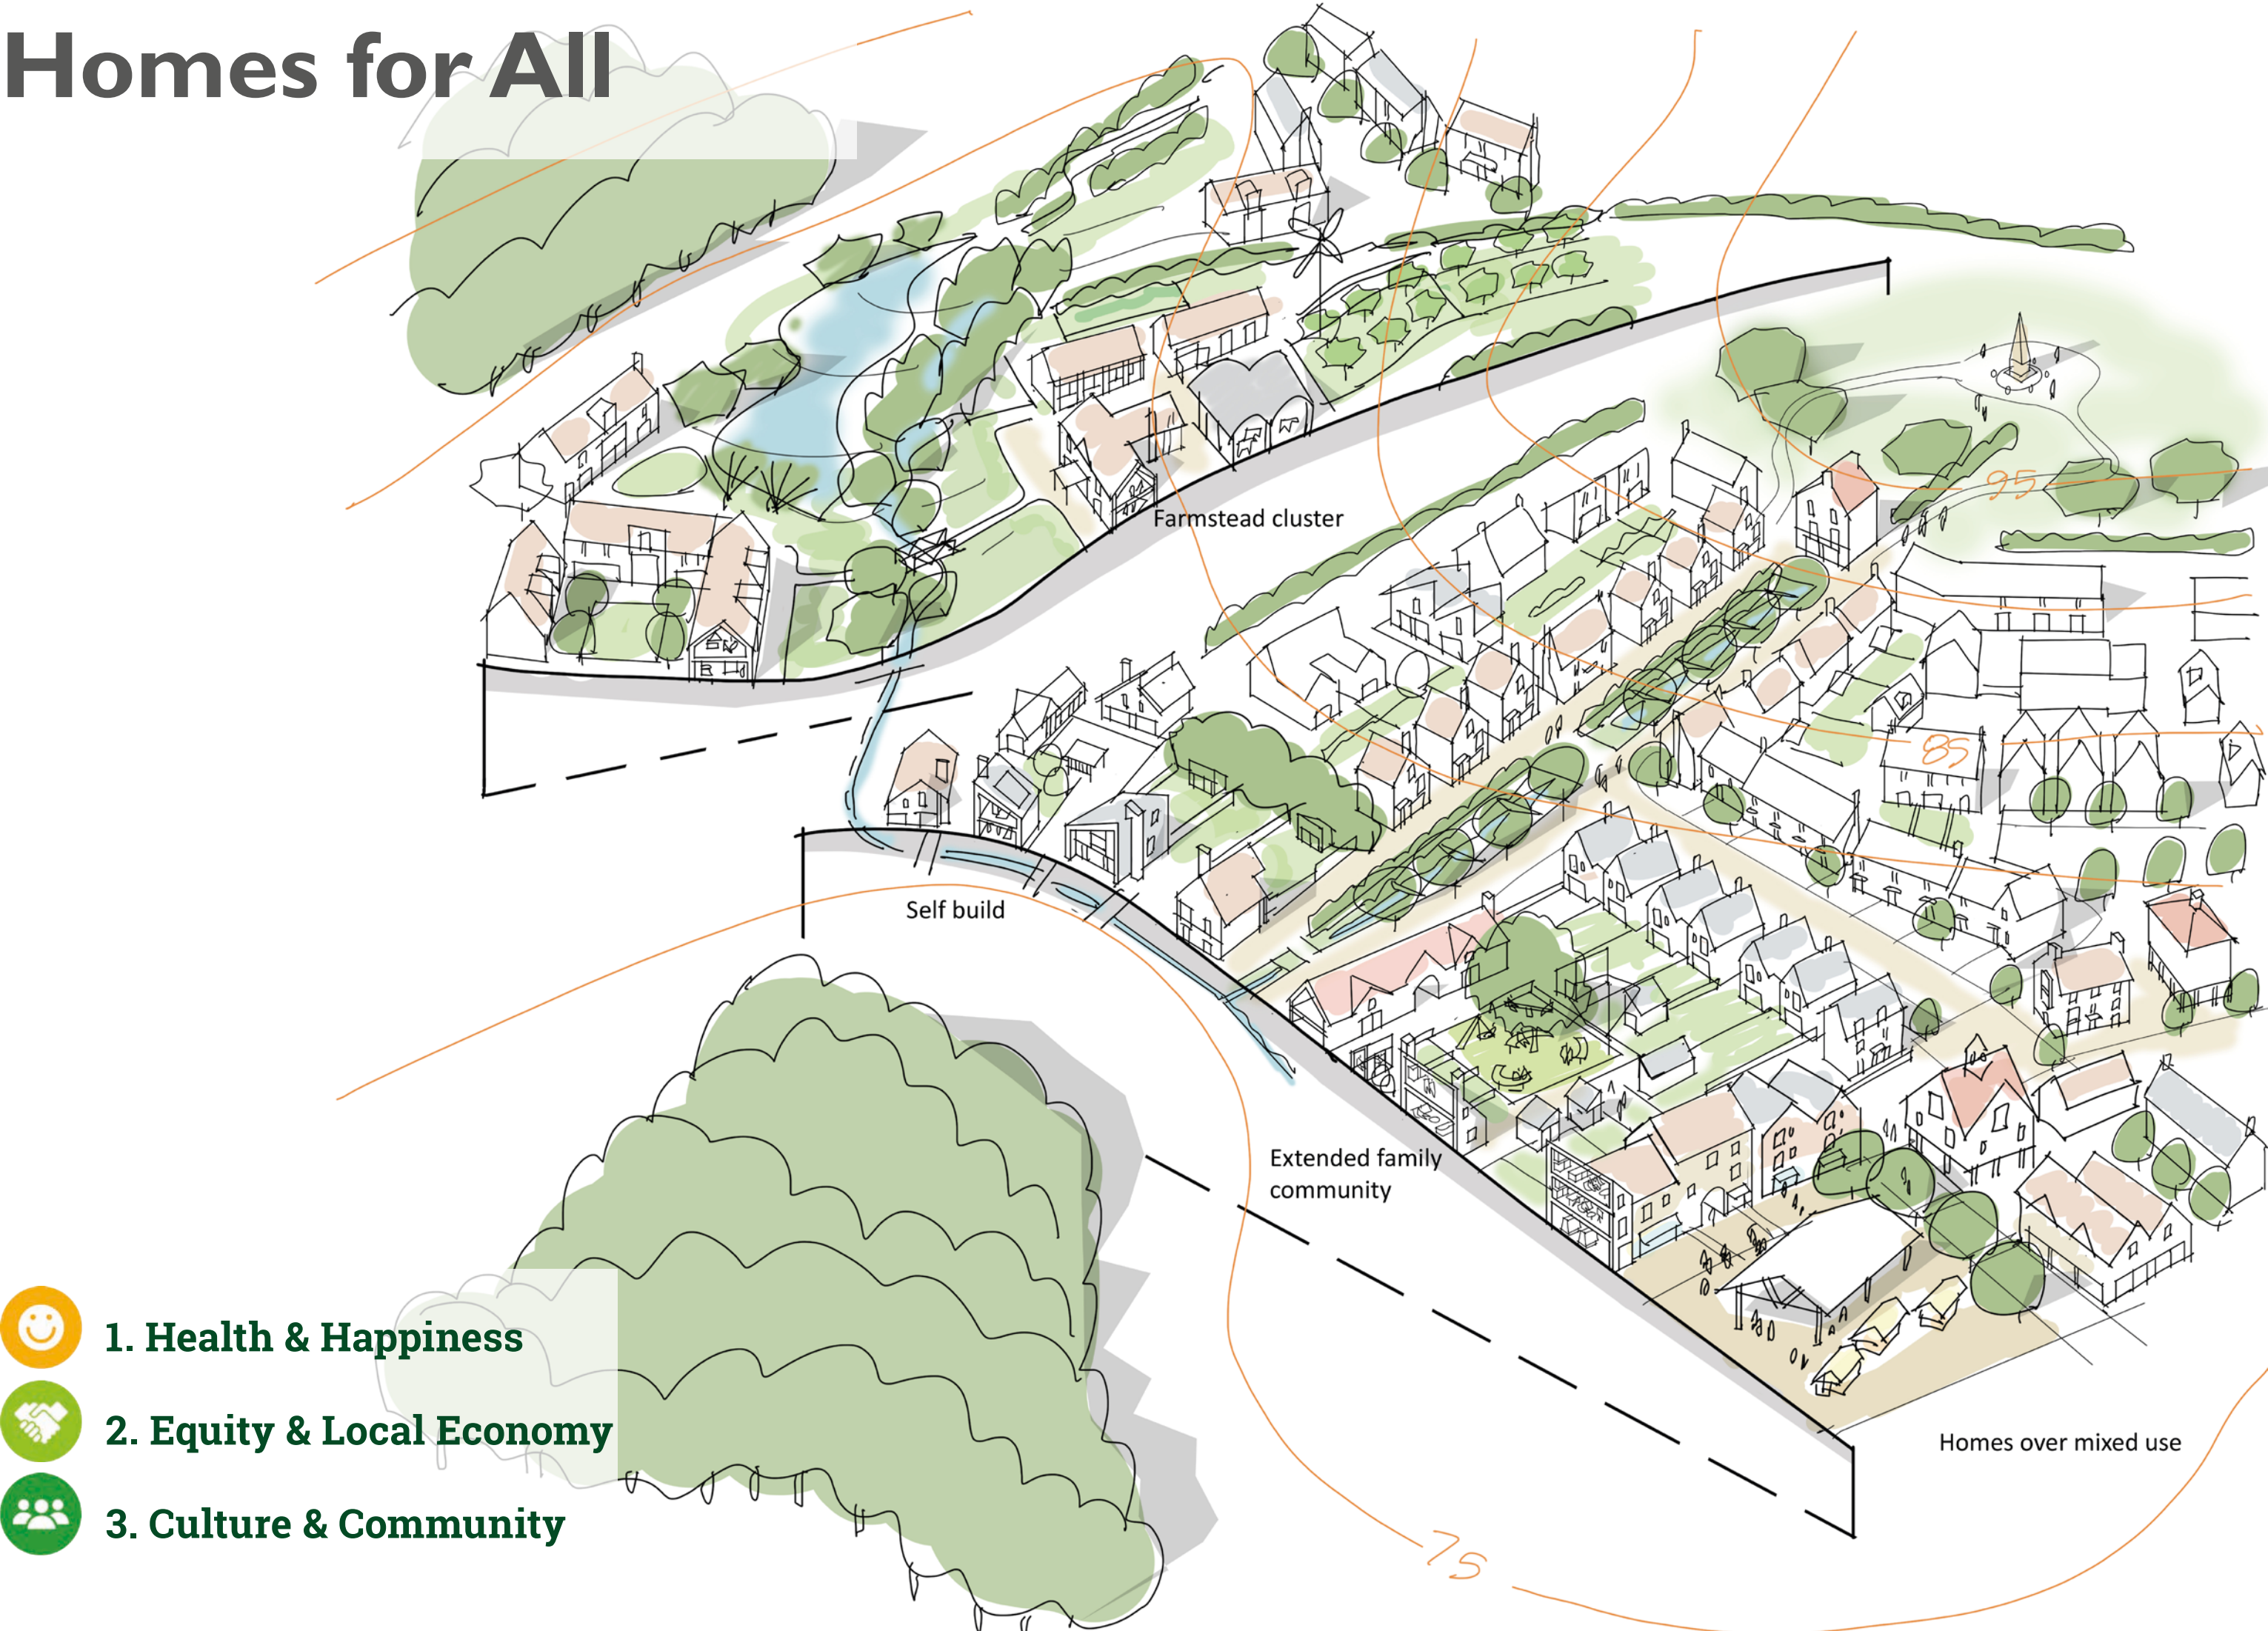 Homes for All
Farmstead cluster
95
85
Self build
Extended family
community
1. Health & Happiness
2. Equity & Local Economy
3. Culture & Community
Homes over mixed use
75